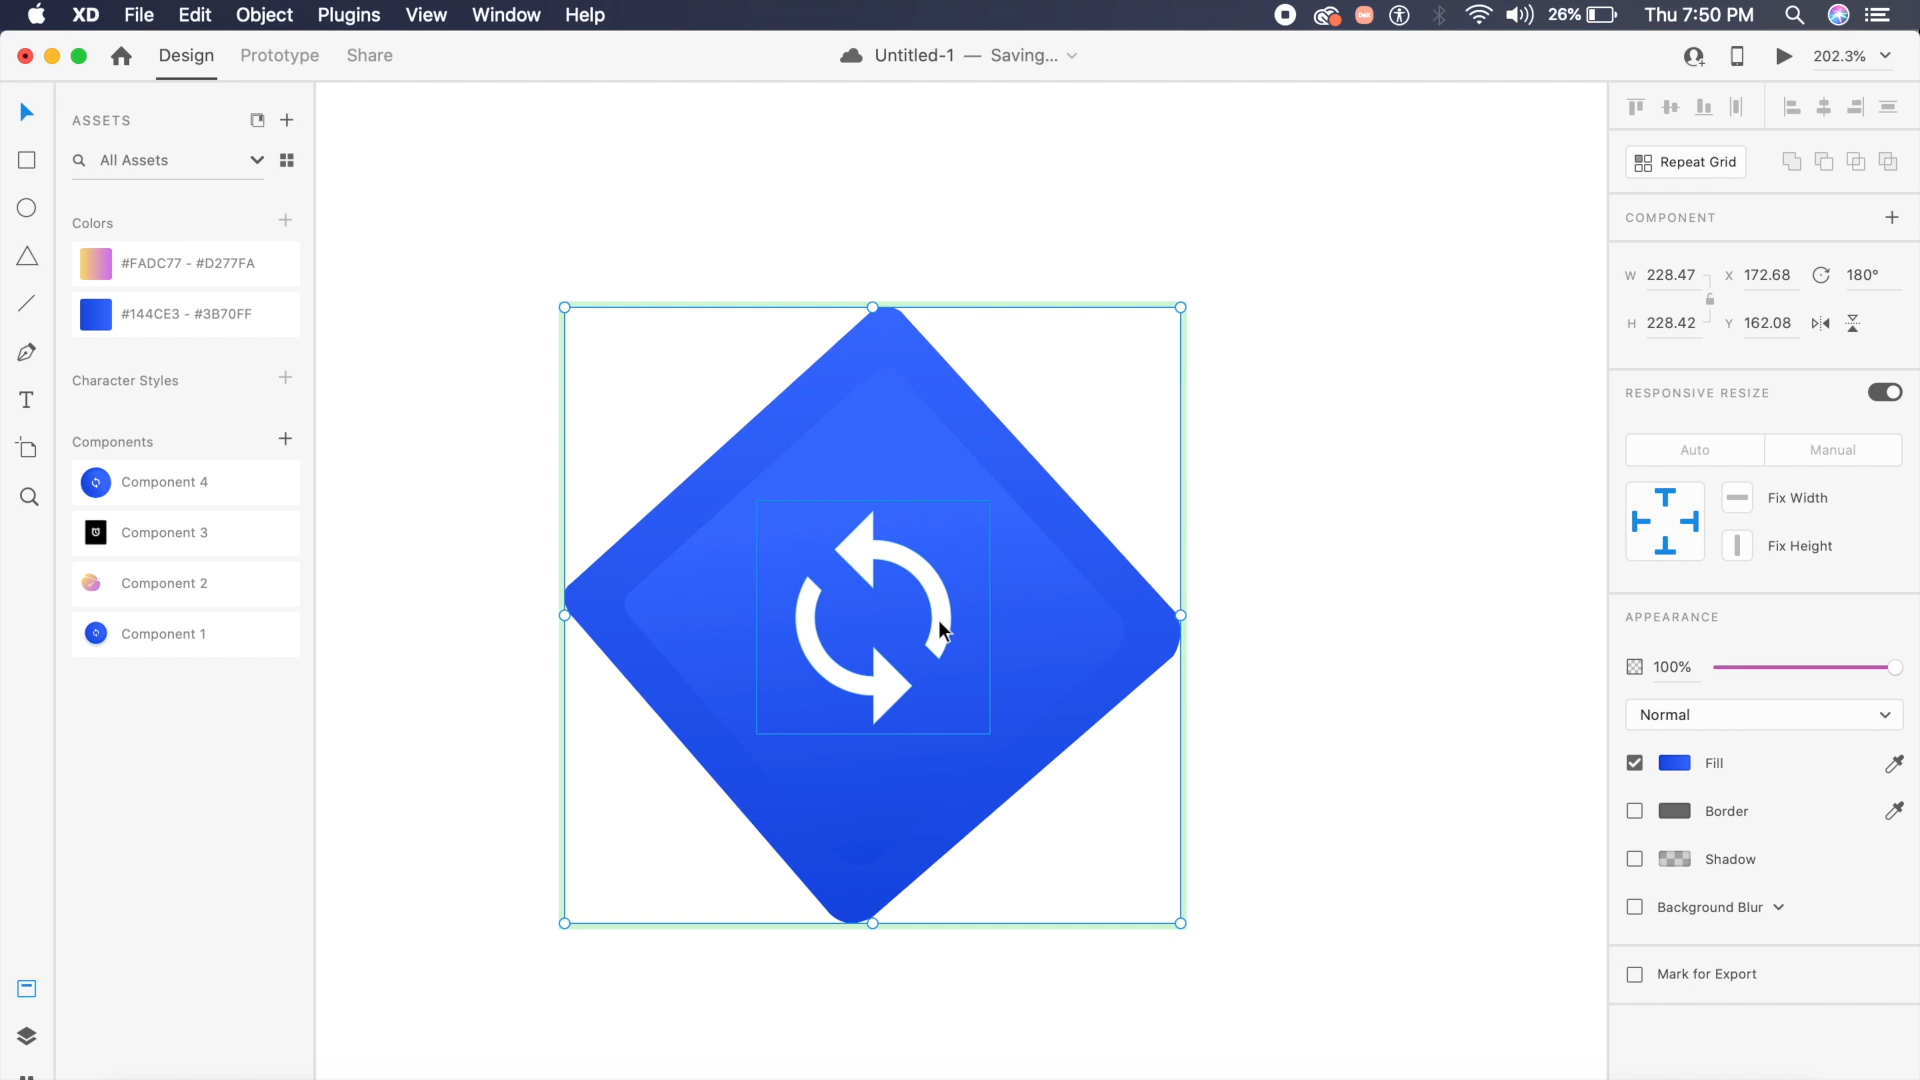 XD File Edit Object Plugins View Window Help 26% Thu 7:50 PM
Design Prototype Share Untitled-1 — Saving... 202.3%
ASSETS
All Assets
Colors
#FADC77 - #D277FA
#144CE3 - #3B70FF
Character Styles
Components
Component 4
Component 3
Component 2
Component 1
Repeat Grid
COMPONENT
W 228.47 X 172.68 180°
H 228.42 Y 162.08
RESPONSIVE RESIZE
Auto Manual
Fix Width
Fix Height
APPEARANCE
100%
Normal
Fill
Border
Shadow
Background Blur
Mark for Export